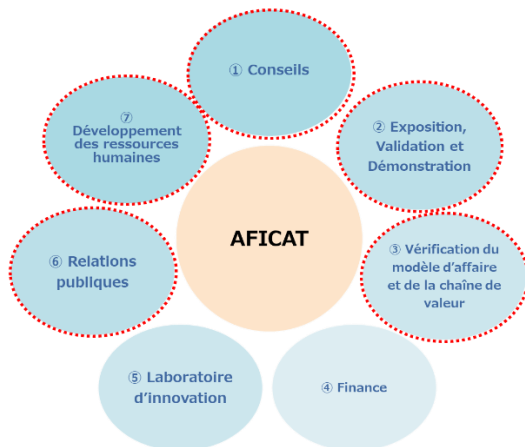 ① Conseils
② Exposition,
Validation et
Démonstration
③ Vérification du
modèle d'affaire
et de la chaîne de
valeur
④ Finance
⑤ Laboratoire
d'innovation
⑥ Relations
publiques
⑦
Développement
des ressources
humaines
AFICAT